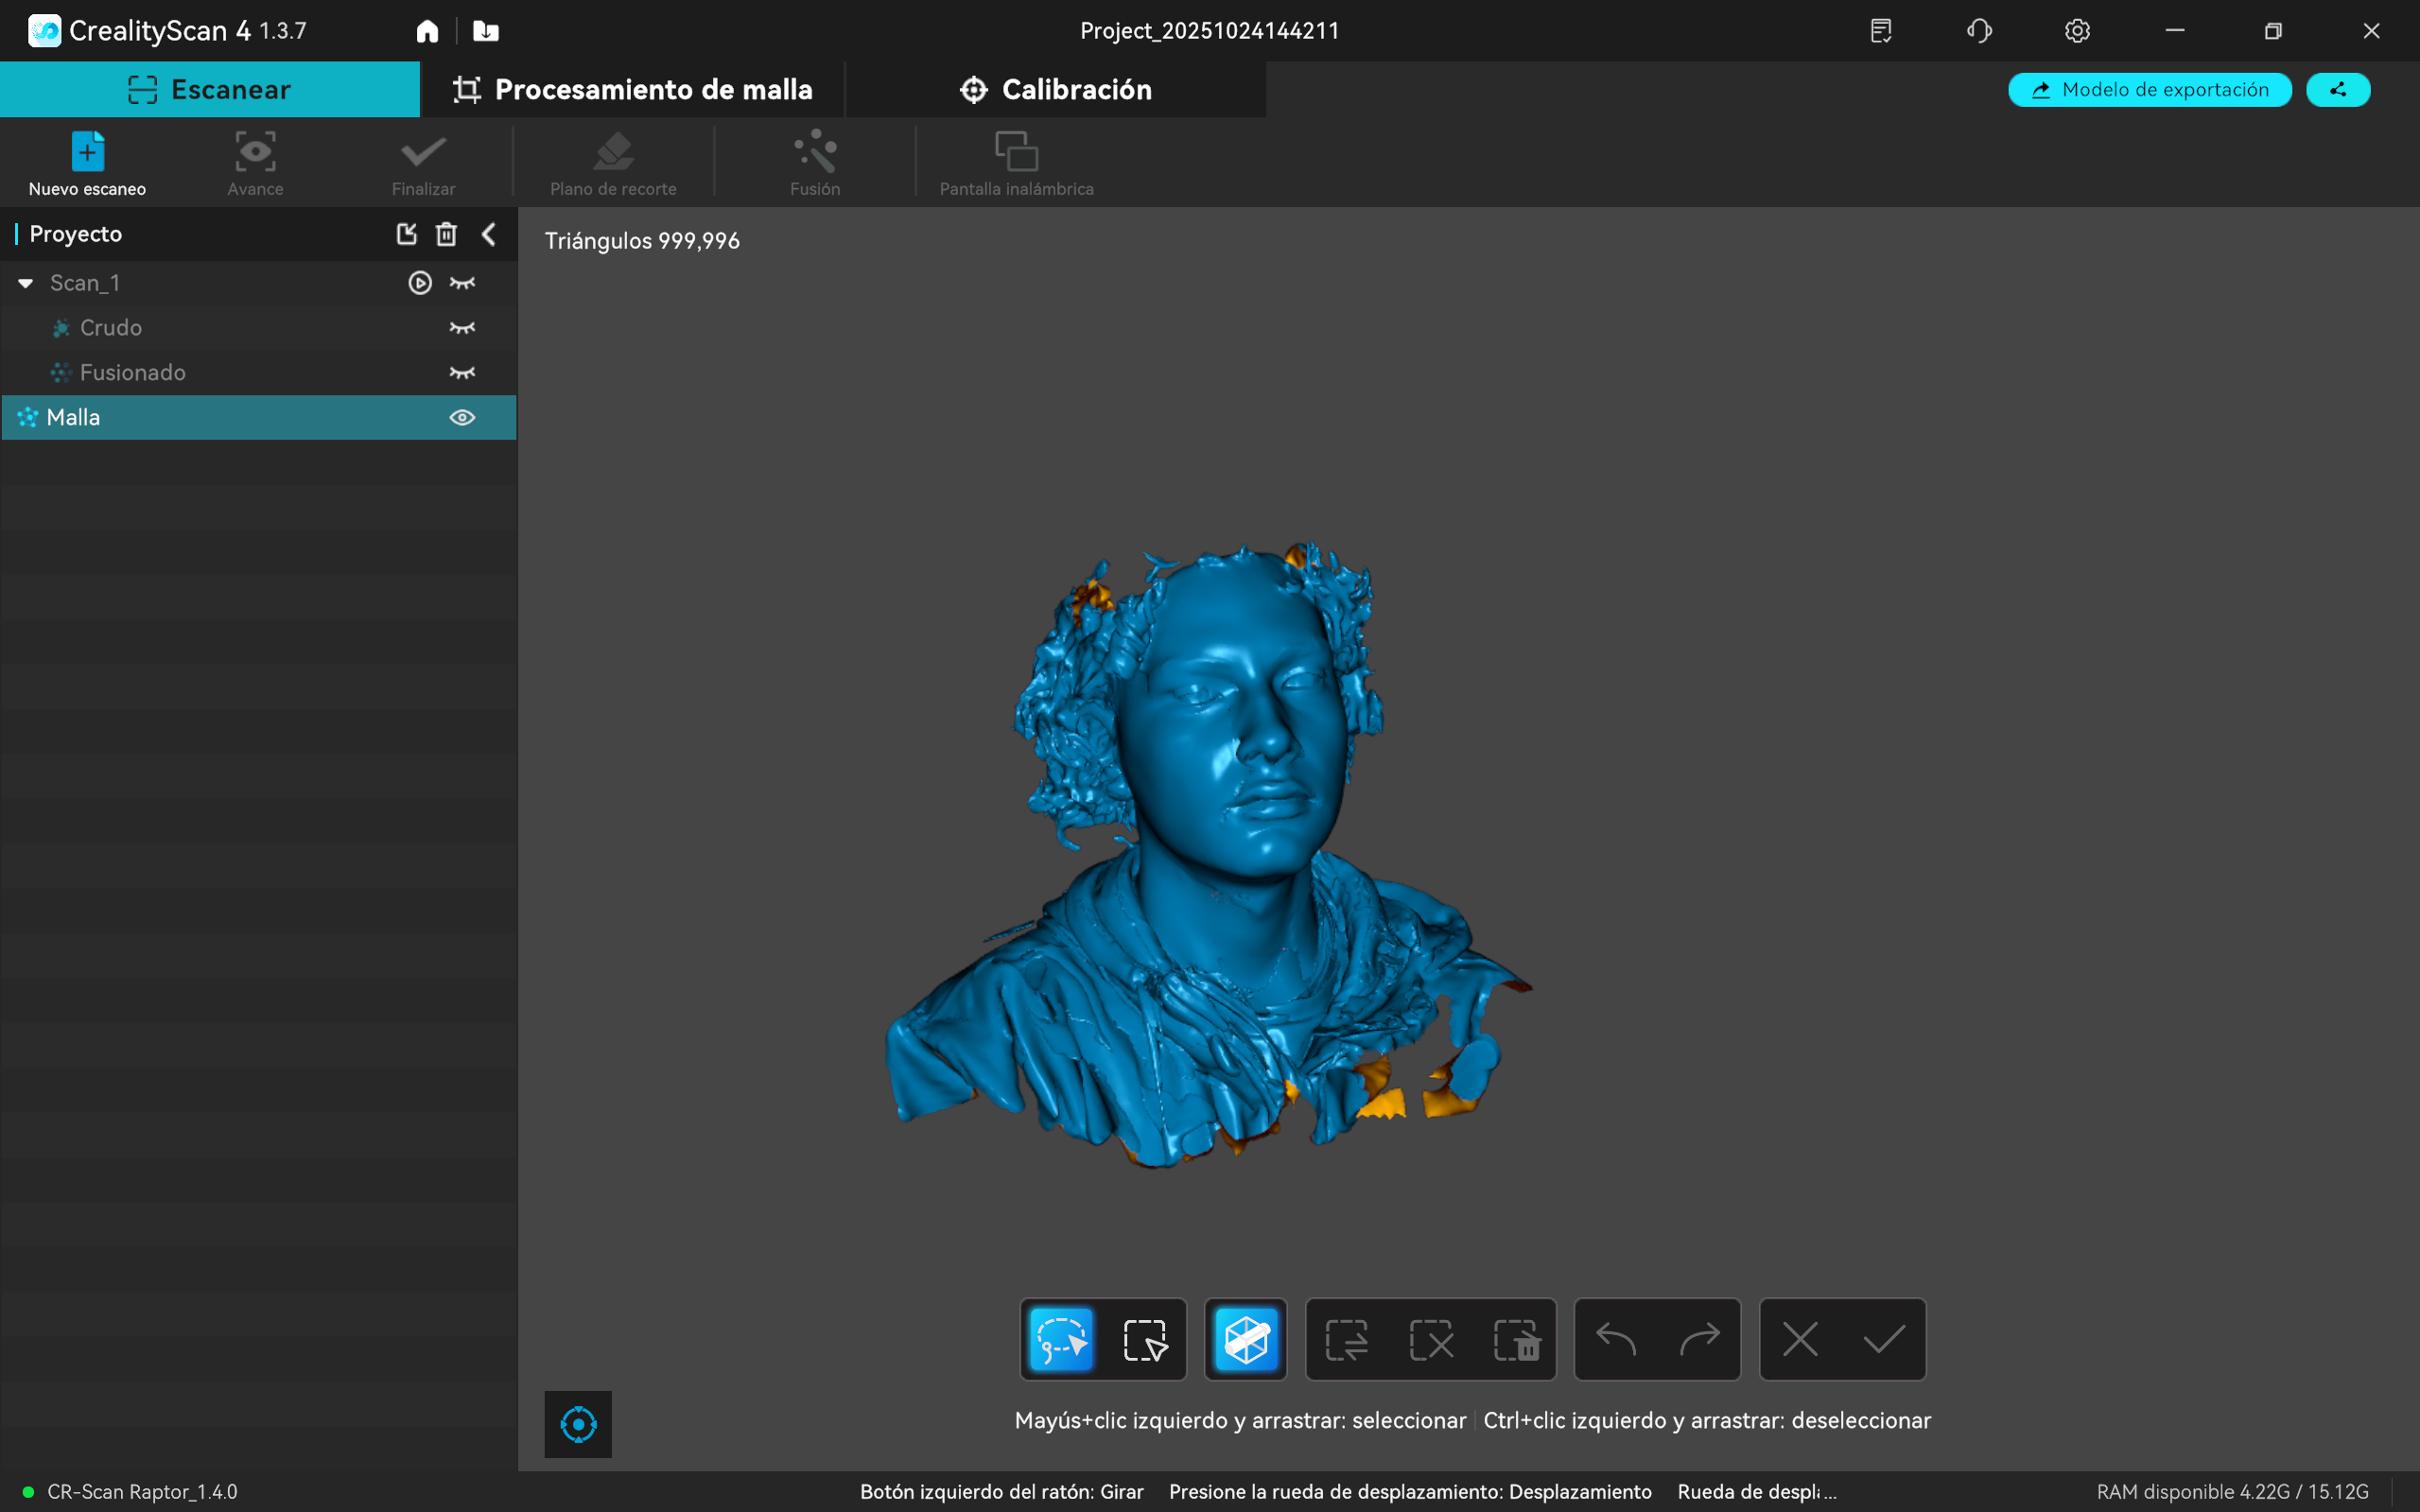 CrealityScan 4 1.3.7
Project_20251024144211
Escanear
Procesamiento de malla
Calibración
Modelo de exportación
Nuevo escaneo
Avance
Finalizar
Plano de recorte
Fusión
Pantalla inalámbrica
Proyecto
Triángulos 999,996
Scan_1
Crudo
Fusionado
Malla
Mayús+clic izquierdo y arrastrar: seleccionar
Ctrl+clic izquierdo y arrastrar: deseleccionar
CR-Scan Raptor_1.4.0
Botón izquierdo del ratón: Girar
Presione la rueda de desplazamiento: Desplazamiento
Rueda de despl...
RAM disponible 4.22G / 15.12G